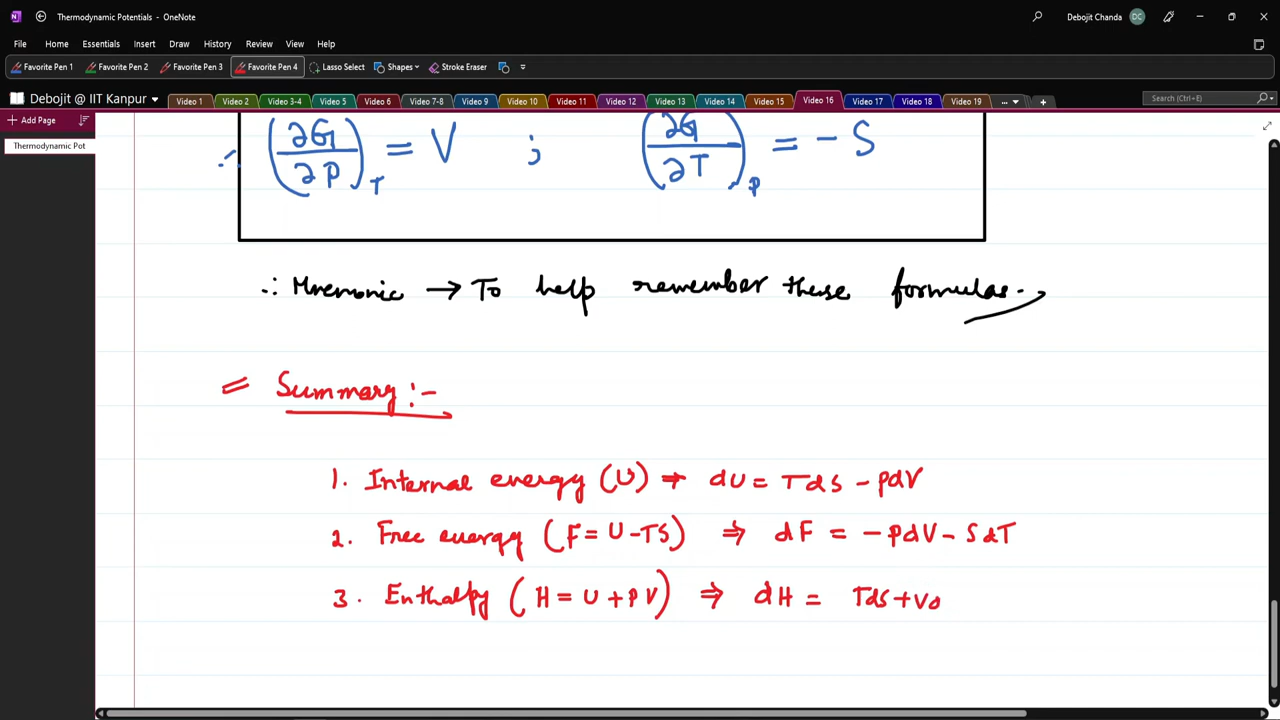 Thermodynamic Potentials - OneNote
Debojit Chanda DC
File Home Essentials Insert Draw History Review View Help
Favorite Pen 1 Favorite Pen 2 Favorite Pen 3 Favorite Pen 4 Lasso Select Shapes Stroke Eraser
Debojit @ IIT Kanpur Video 1 Video 2 Video 3-4 Video 5 Video 6 Video 7-8 Video 9 Video 10 Video 11 Video 12 Video 13 Video 14 Video 15 Video 16 Video 17 Video 18 Video 19 ... + Search (Ctrl+E)
+ Add Page
Thermodynamic Pot
∴ (∂G/∂P)_T = V ; (∂G/∂T)_P = - S
∴ Mnemonic → To help remember these formulas.
= Summary :-
1. Internal energy (U) → dU = TdS - PdV
2. Free energy (F = U - TS) ⇒ dF = - PdV - SdT
3. Enthalpy (H = U + PV) ⇒ dH = TdS + Vd